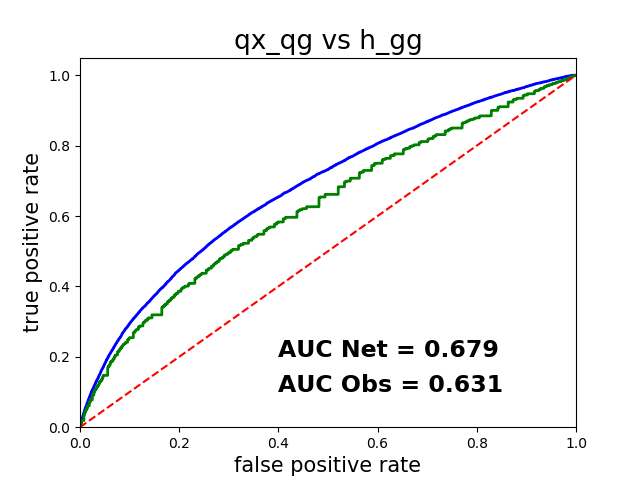 qx_qg vs h_gg
true positive rate
1.0
0.8
0.6
0.4
0.2
0.0
AUC Net = 0.679
AUC Obs = 0.631
0.0 0.2 0.4 0.6 0.8 1.0
false positive rate